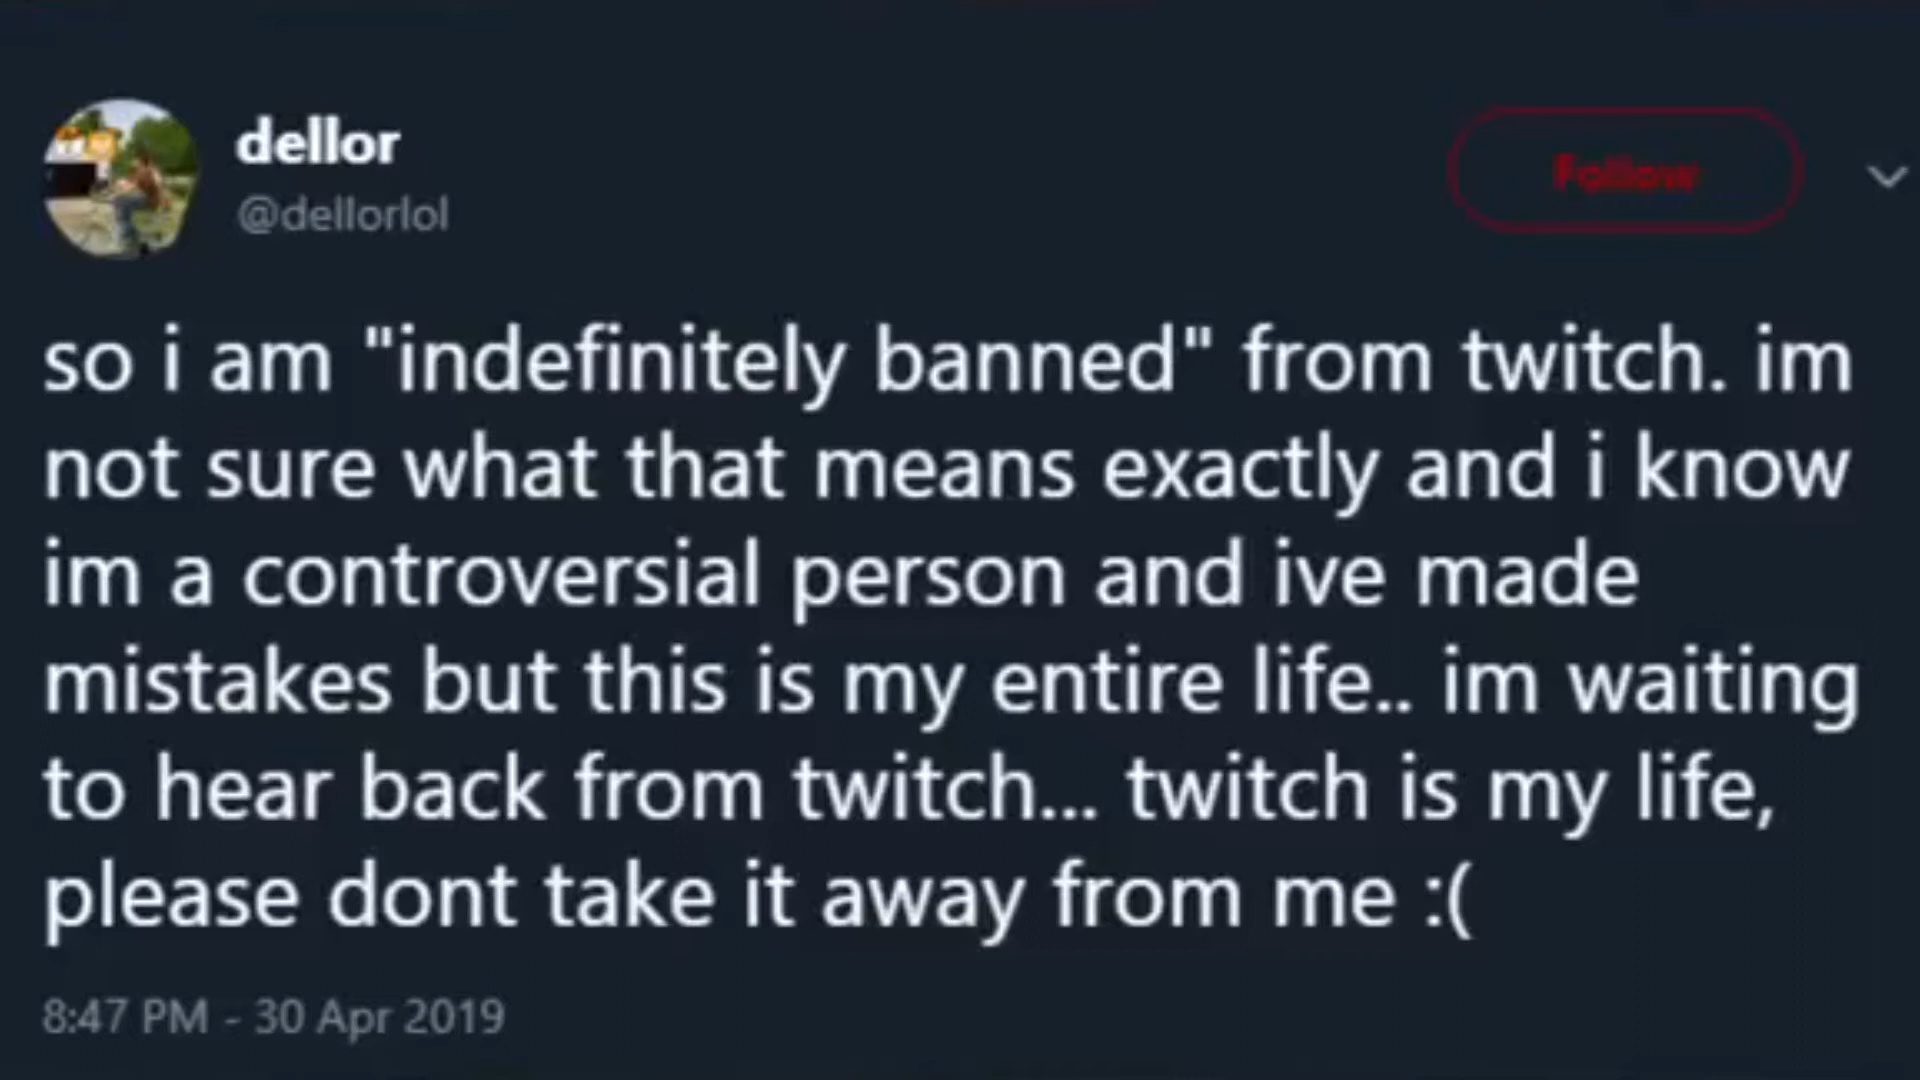 dellor
@dellorlol
Follow
so i am "indefinitely banned" from twitch. im
not sure what that means exactly and i know
im a controversial person and ive made
mistakes but this is my entire life.. im waiting
to hear back from twitch... twitch is my life,
please dont take it away from me :(
8:47 PM - 30 Apr 2019